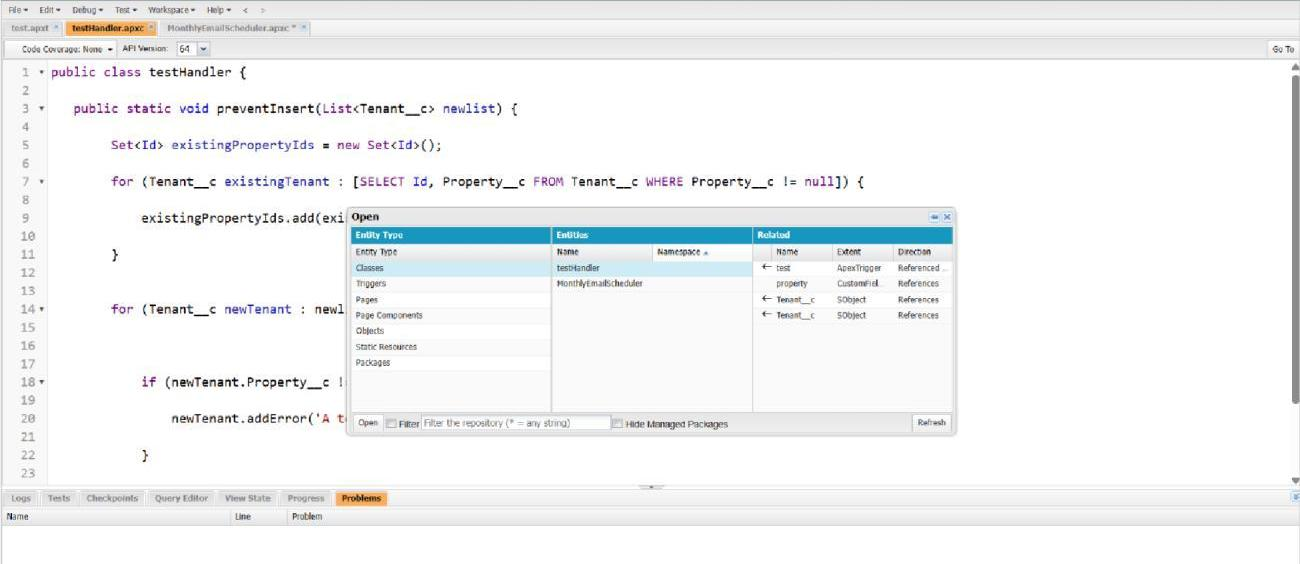 File Edit Debug Test Workspace Help < >
test.apxt testHandler.apxc MonthlyEmailScheduler.apxc *
Code Coverage: None API Version: 64 Go To
1 public class testHandler {
2
3 public static void preventInsert(List<Tenant__c> newlist) {
4
5 Set<Id> existingPropertyIds = new Set<Id>();
6
7 for (Tenant__c existingTenant : [SELECT Id, Property__c FROM Tenant__c WHERE Property__c != null]) {
8
9 existingPropertyIds.add(exi
10
11 }
12
13
14 for (Tenant__c newTenant : newl
15
16
17
18 if (newTenant.Property__c !
19
20 newTenant.addError('A t
21
22 }
23
Open
Entity Type Entities Related
Entity Type Name Namespace Name Extent Direction
Classes testHandler ← test ApexTrigger Referenced ...
Triggers MonthlyEmailScheduler property CustomFiel... References
Pages ← Tenant__c SObject References
Page Components ← Tenant__c SObject References
Objects
Static Resources
Packages
Open Filter Filter the repository (* = any string) Hide Managed Packages Refresh
Logs Tests Checkpoints Query Editor View State Progress Problems
Name Line Problem